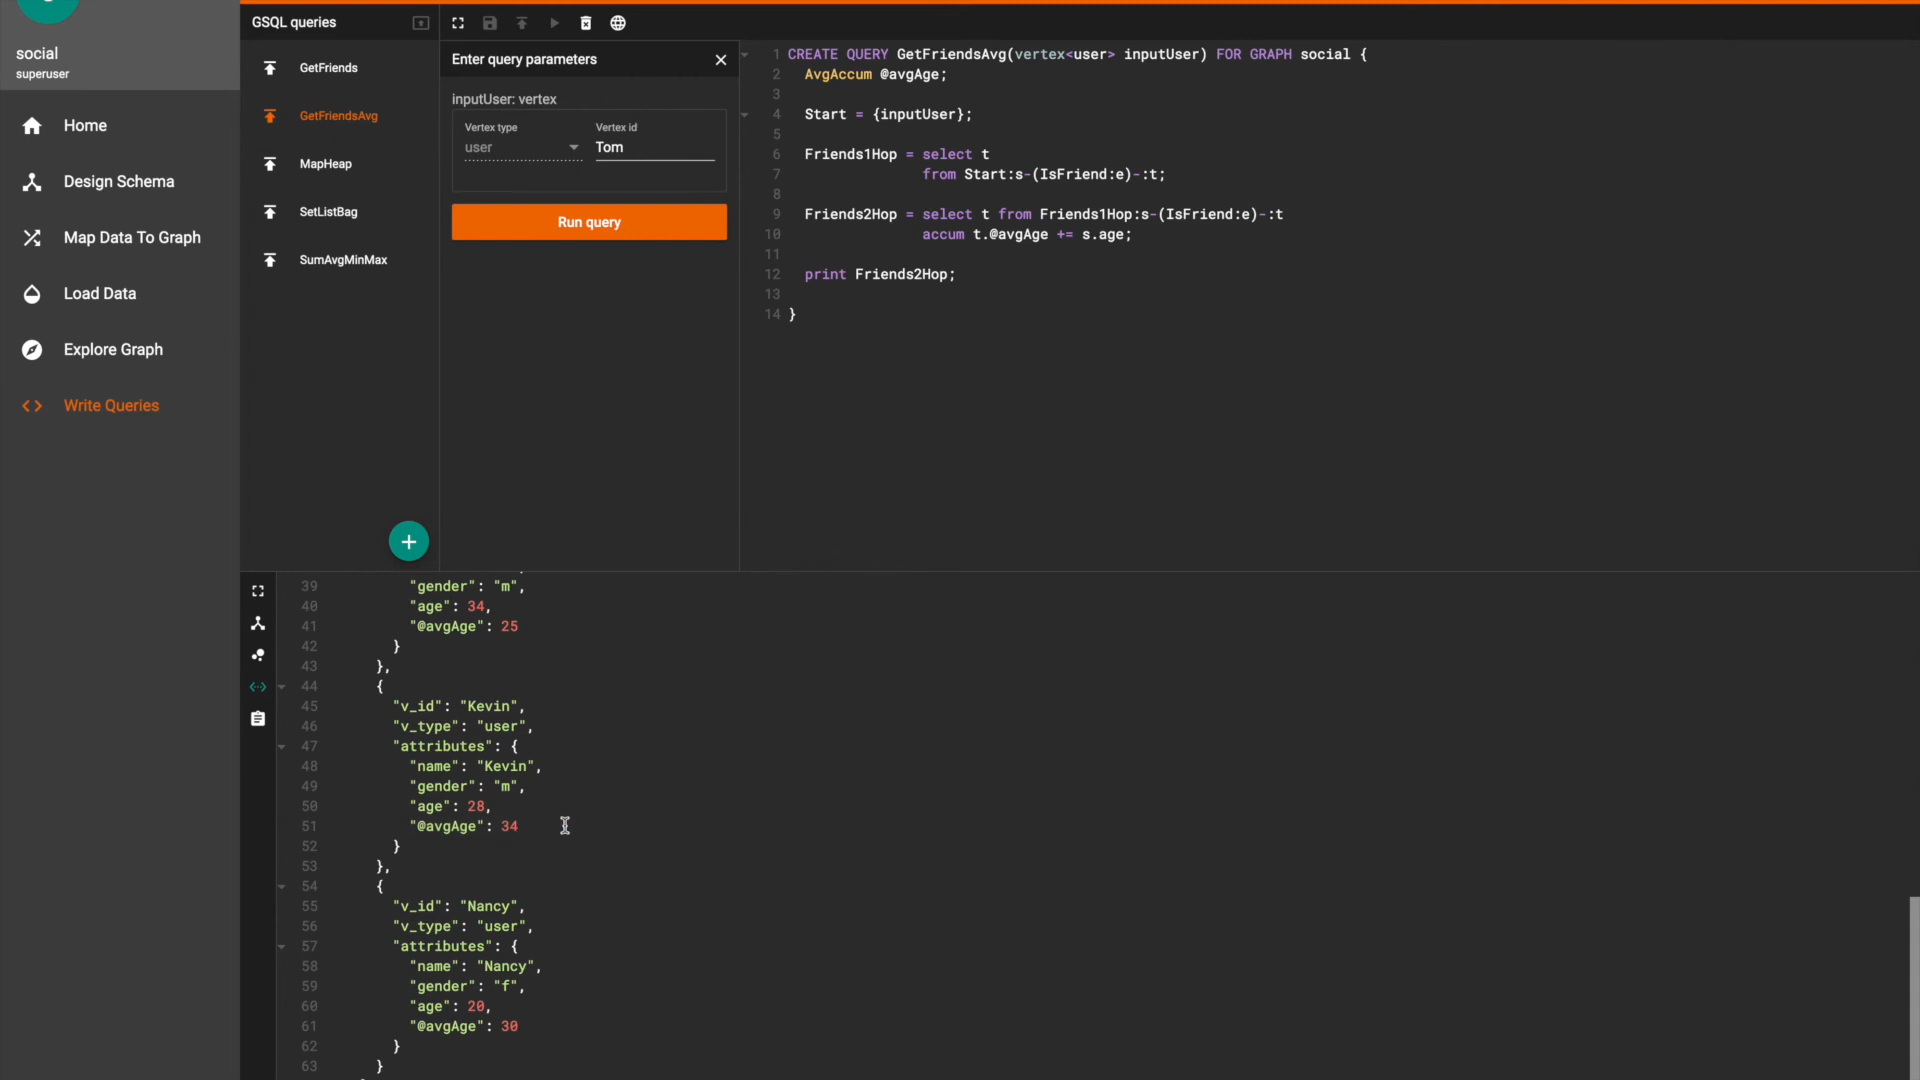 social
superuser
Home
Design Schema
Map Data To Graph
Load Data
Explore Graph
Write Queries
GSQL queries
GetFriends
GetFriendsAvg
MapHeap
SetListBag
SumAvgMinMax
+
Enter query parameters
inputUser: vertex
Vertex type
user
Vertex id
Tom
Run query
1 CREATE QUERY GetFriendsAvg(vertex<user> inputUser) FOR GRAPH social {
2 AvgAccum @avgAge;
3
4 Start = {inputUser};
5
6 Friends1Hop = select t
7 from Start:s-(IsFriend:e)-:t;
8
9 Friends2Hop = select t from Friends1Hop:s-(IsFriend:e)-:t
10 accum t.@avgAge += s.age;
11
12 print Friends2Hop;
13
14 }
39 "gender": "m",
40 "age": 34,
41 "@avgAge": 25
42 }
43 },
44 {
45 "v_id": "Kevin",
46 "v_type": "user",
47 "attributes": {
48 "name": "Kevin",
49 "gender": "m",
50 "age": 28,
51 "@avgAge": 34
52 }
53 },
54 {
55 "v_id": "Nancy",
56 "v_type": "user",
57 "attributes": {
58 "name": "Nancy",
59 "gender": "f",
60 "age": 20,
61 "@avgAge": 30
62 }
63 }